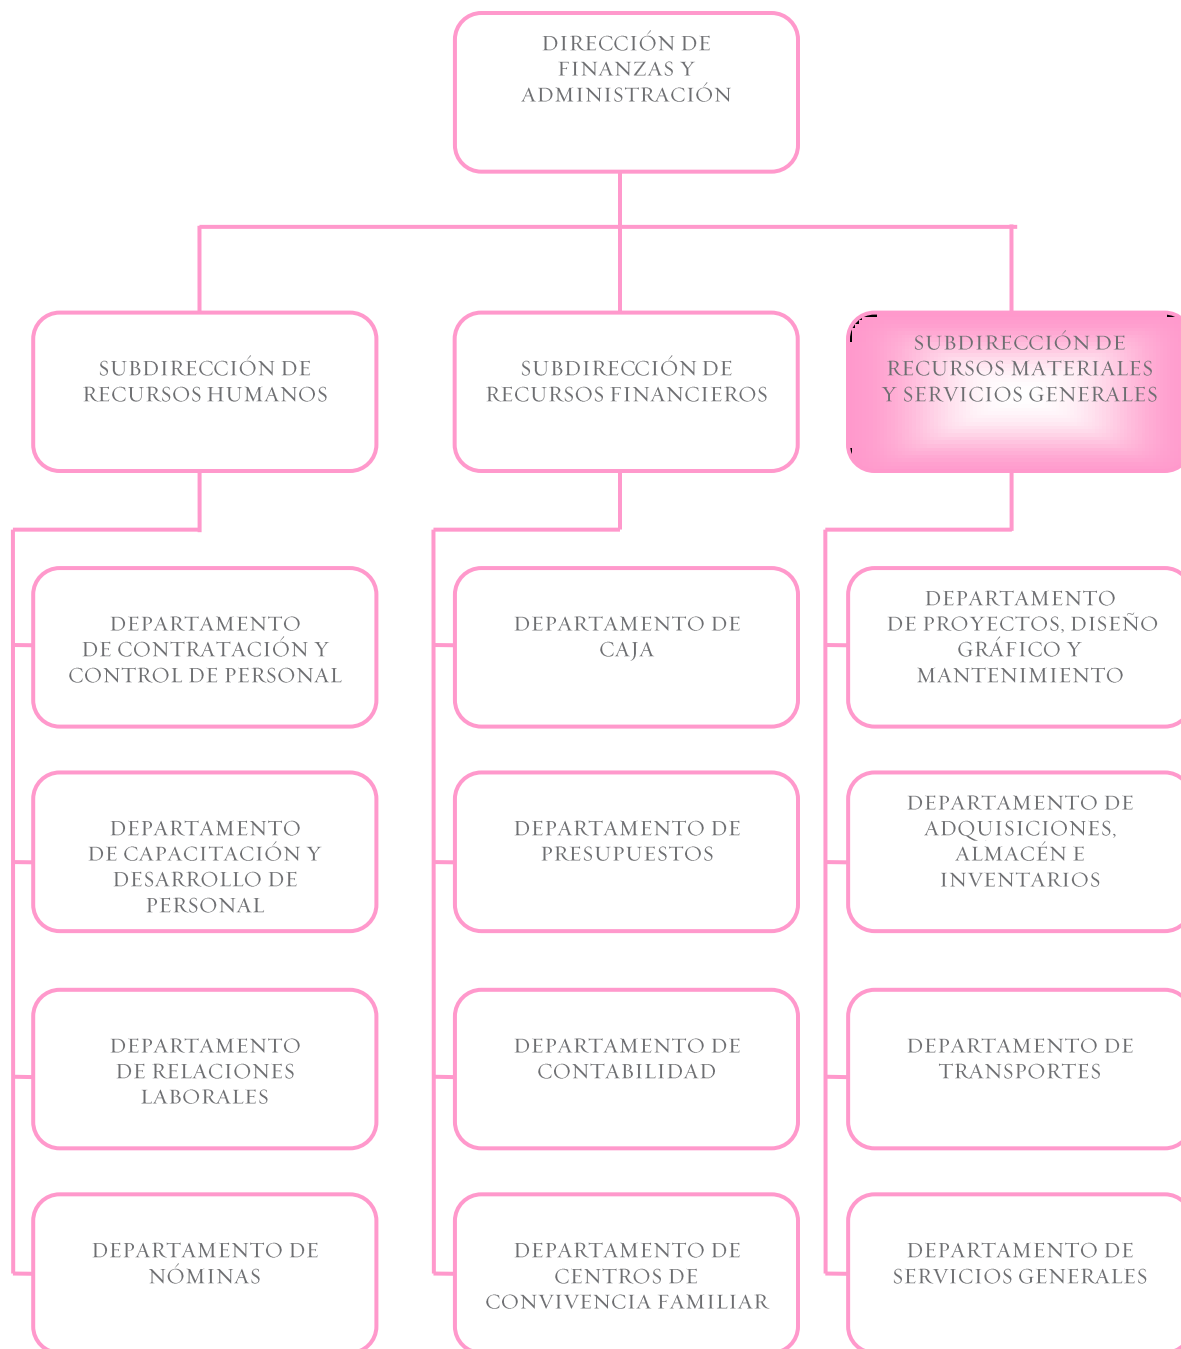 DIRECCIÓN DE
FINANZAS Y
ADMINISTRACIÓN
SUBDIRECCIÓN DE
RECURSOS HUMANOS
SUBDIRECCIÓN DE
RECURSOS FINANCIEROS
SUBDIRECCIÓN DE
RECURSOS MATERIALES
Y SERVICIOS GENERALES
DEPARTAMENTO
DE CONTRATACIÓN Y
CONTROL DE PERSONAL
DEPARTAMENTO DE
CAJA
DEPARTAMENTO
DE PROYECTOS, DISEÑO
GRÁFICO Y
MANTENIMIENTO
DEPARTAMENTO
DE CAPACITACIÓN Y
DESARROLLO DE
PERSONAL
DEPARTAMENTO DE
PRESUPUESTOS
DEPARTAMENTO DE
ADQUISICIONES,
ALMACÉN E
INVENTARIOS
DEPARTAMENTO
DE RELACIONES
LABORALES
DEPARTAMENTO DE
CONTABILIDAD
DEPARTAMENTO DE
TRANSPORTES
DEPARTAMENTO DE
NÓMINAS
DEPARTAMENTO DE
CENTROS DE
CONVIVENCIA FAMILIAR
DEPARTAMENTO DE
SERVICIOS GENERALES